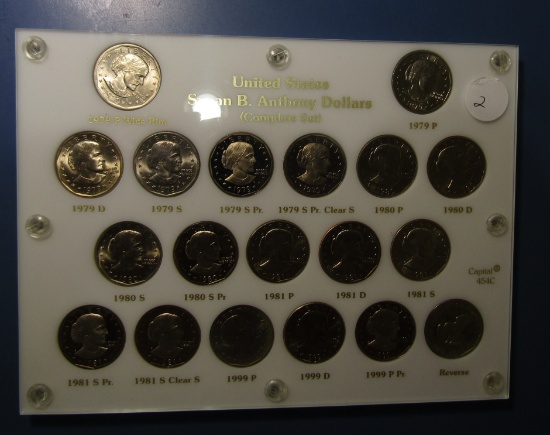 United States
Susan B. Anthony Dollars
(Complete Set)
2
1979 P
1979 D
1979 S
1979 S Pr.
1979 S Pr. Clear S
1980 P
1980 D
1980 S
1980 S Pr
1981 P
1981 D
1981 S
Capitol
454C
1981 S Pr.
1981 S Clear S
1999 P
1999 D
1999 P Pr.
Reverse